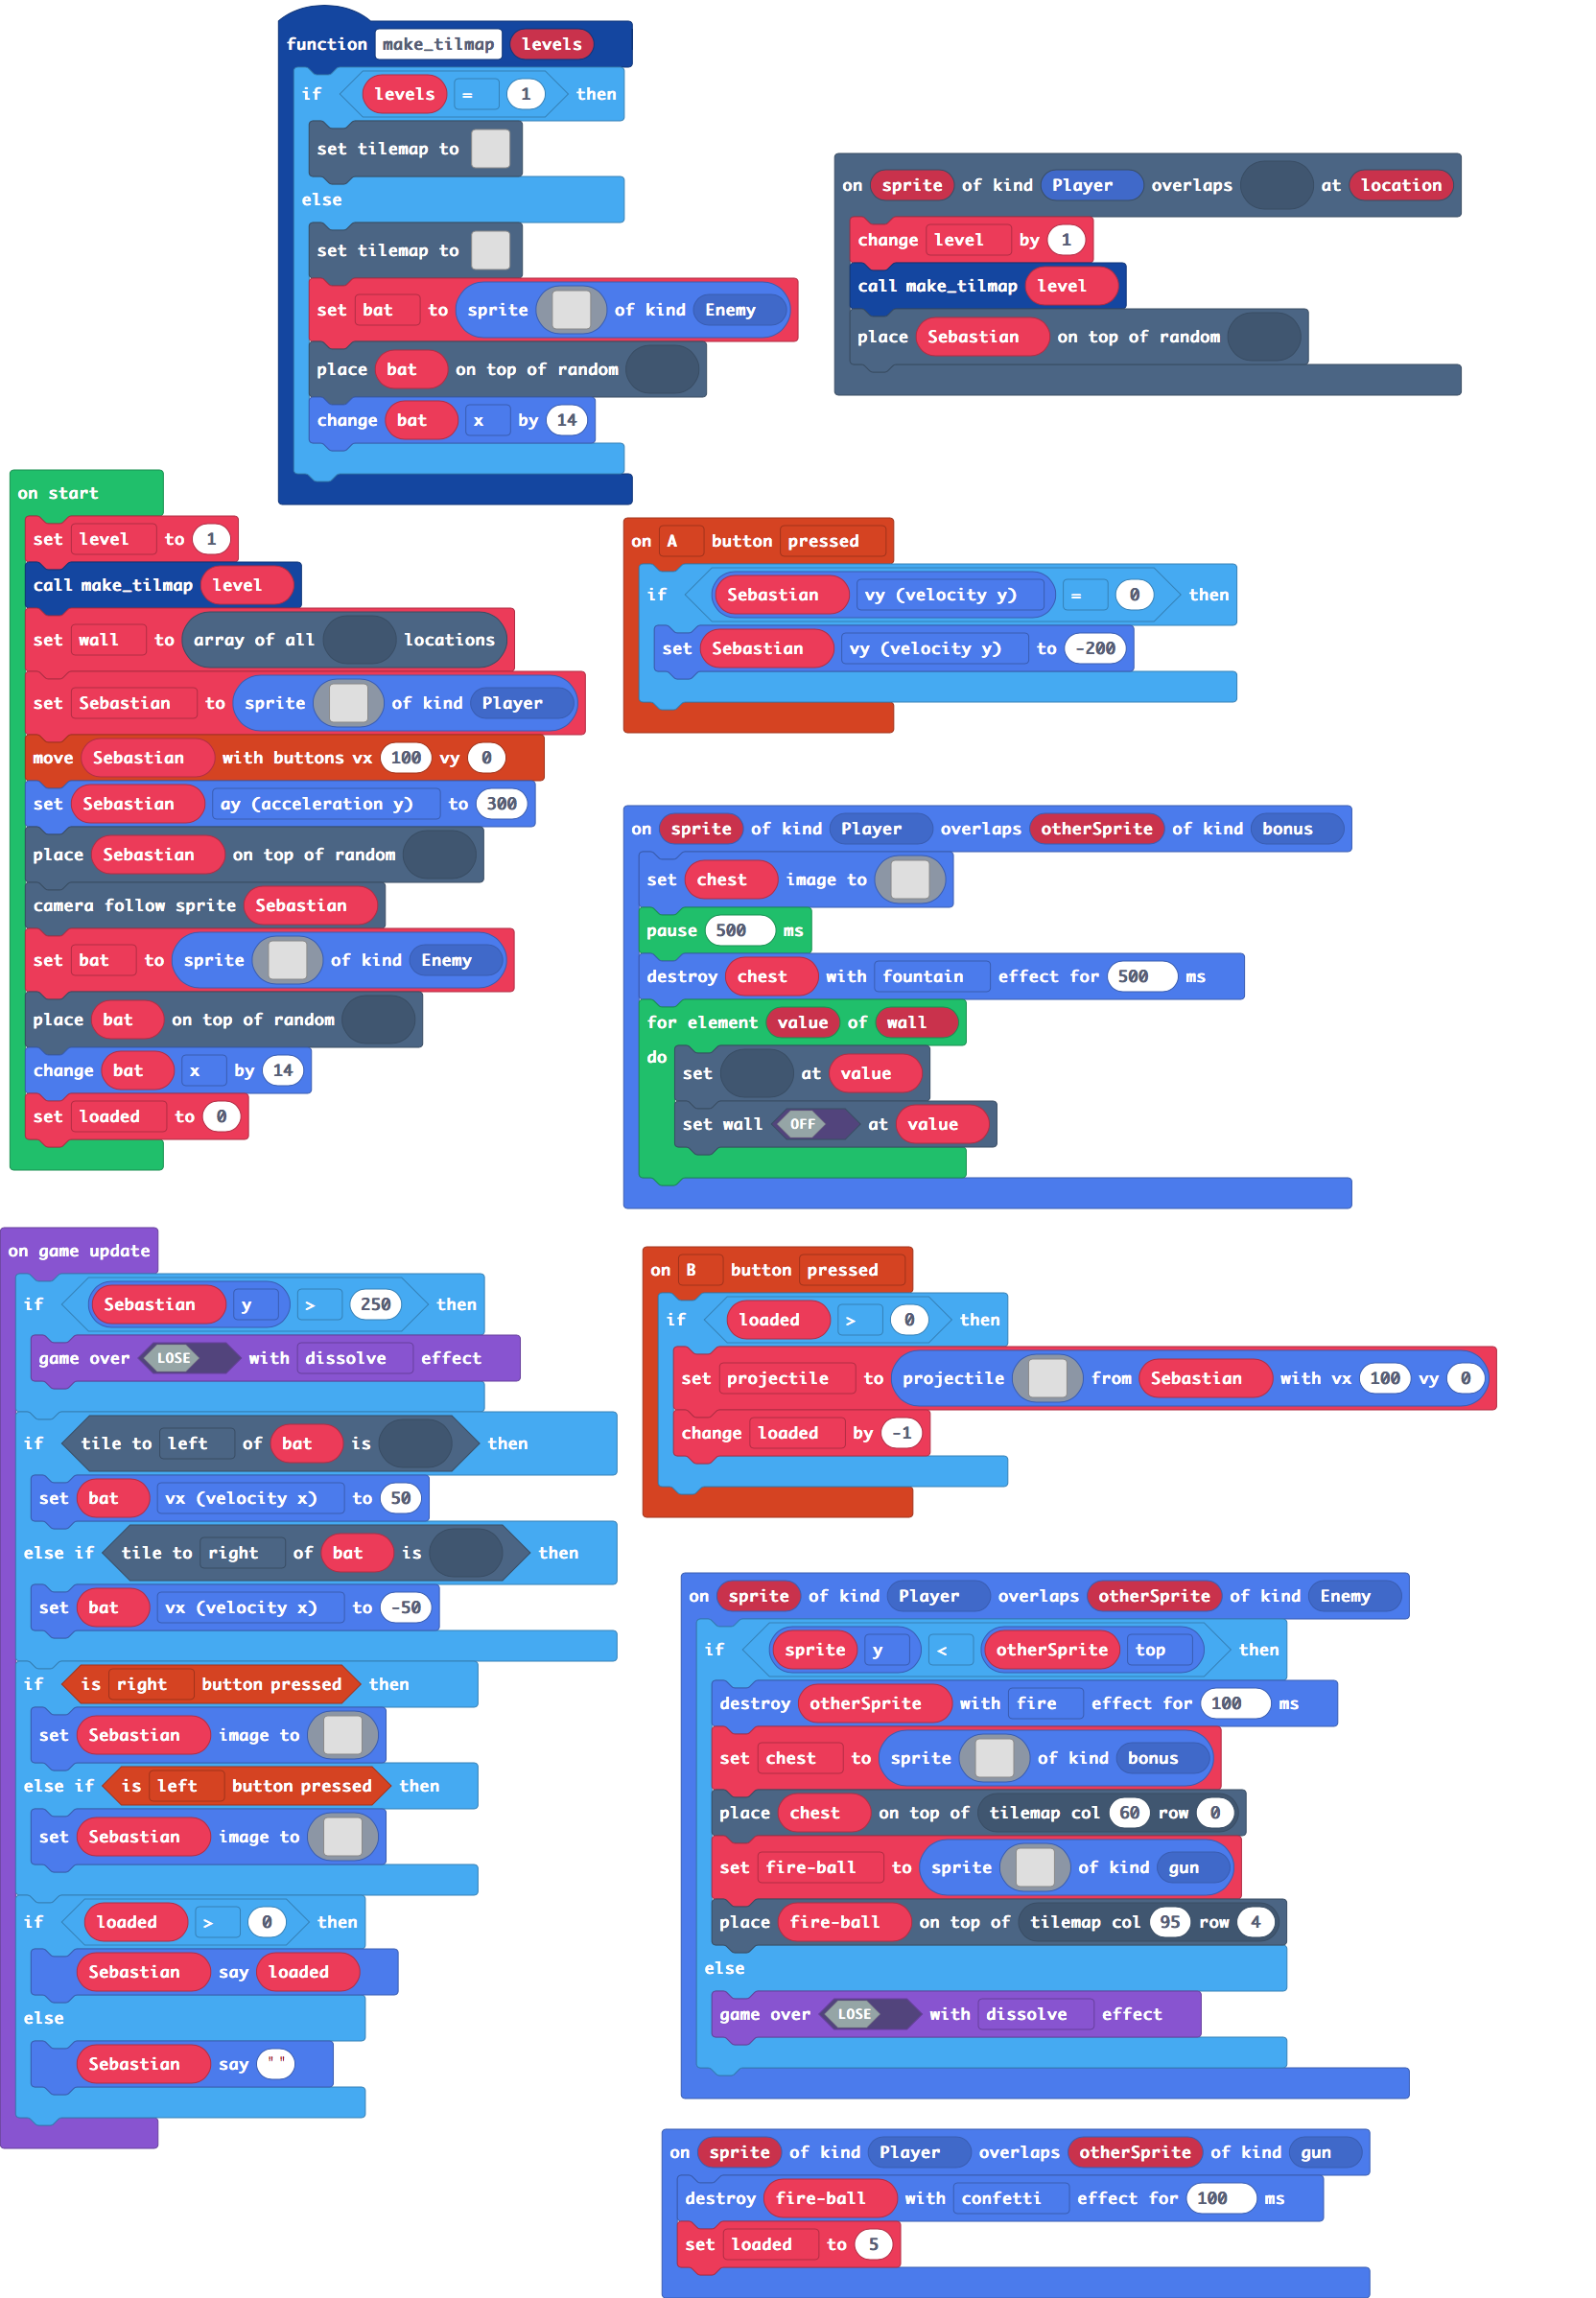 function make_tilmap levels
if levels = 1 then
set tilemap to
else
set tilemap to
set bat to sprite of kind Enemy
place bat on top of random
change bat x by 14
on sprite of kind Player overlaps at location
change level by 1
call make_tilmap level
place Sebastian on top of random
on start
set level to 1
call make_tilmap level
set wall to array of all locations
set Sebastian to sprite of kind Player
move Sebastian with buttons vx 100 vy 0
set Sebastian ay (acceleration y) to 300
place Sebastian on top of random
camera follow sprite Sebastian
set bat to sprite of kind Enemy
place bat on top of random
change bat x by 14
set loaded to 0
on A button pressed
if Sebastian vy (velocity y) = 0 then
set Sebastian vy (velocity y) to -200
on sprite of kind Player overlaps otherSprite of kind bonus
set chest image to
pause 500 ms
destroy chest with fountain effect for 500 ms
for element value of wall
do
set at value
set wall OFF at value
on game update
if Sebastian y > 250 then
game over LOSE with dissolve effect
if tile to left of bat is then
set bat vx (velocity x) to 50
else if tile to right of bat is then
set bat vx (velocity x) to -50
if is right button pressed then
set Sebastian image to
else if is left button pressed then
set Sebastian image to
if loaded > 0 then
Sebastian say loaded
else
Sebastian say " "
on B button pressed
if loaded > 0 then
set projectile to projectile from Sebastian with vx 100 vy 0
change loaded by -1
on sprite of kind Player overlaps otherSprite of kind Enemy
if sprite y < otherSprite top then
destroy otherSprite with fire effect for 100 ms
set chest to sprite of kind bonus
place chest on top of tilemap col 60 row 0
set fire-ball to sprite of kind gun
place fire-ball on top of tilemap col 95 row 4
else
game over LOSE with dissolve effect
on sprite of kind Player overlaps otherSprite of kind gun
destroy fire-ball with confetti effect for 100 ms
set loaded to 5